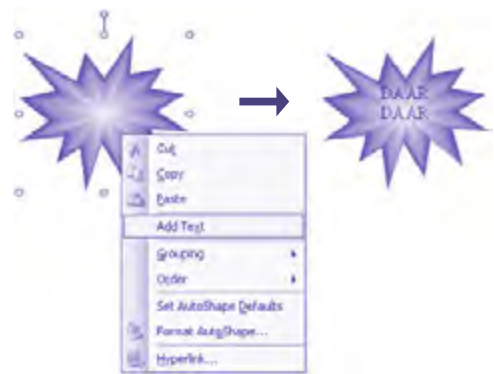 DAAR
DAAR
Cut
Copy
Paste
Add Text
Grouping
Order
Set AutoShape Defaults
Format AutoShape...
Hyperlink...